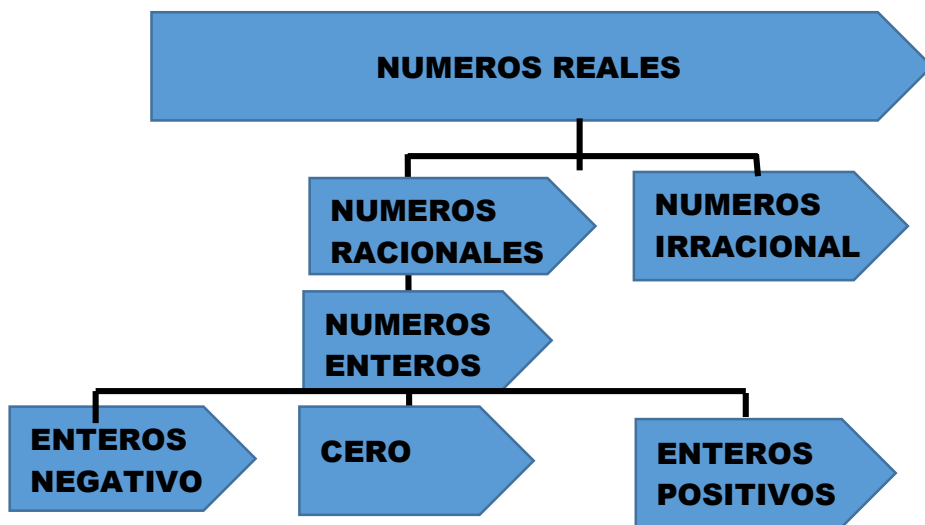 NUMEROS REALES
NUMEROS
RACIONALES
NUMEROS
IRRACIONAL
NUMEROS
ENTEROS
ENTEROS
NEGATIVO
CERO
ENTEROS
POSITIVOS